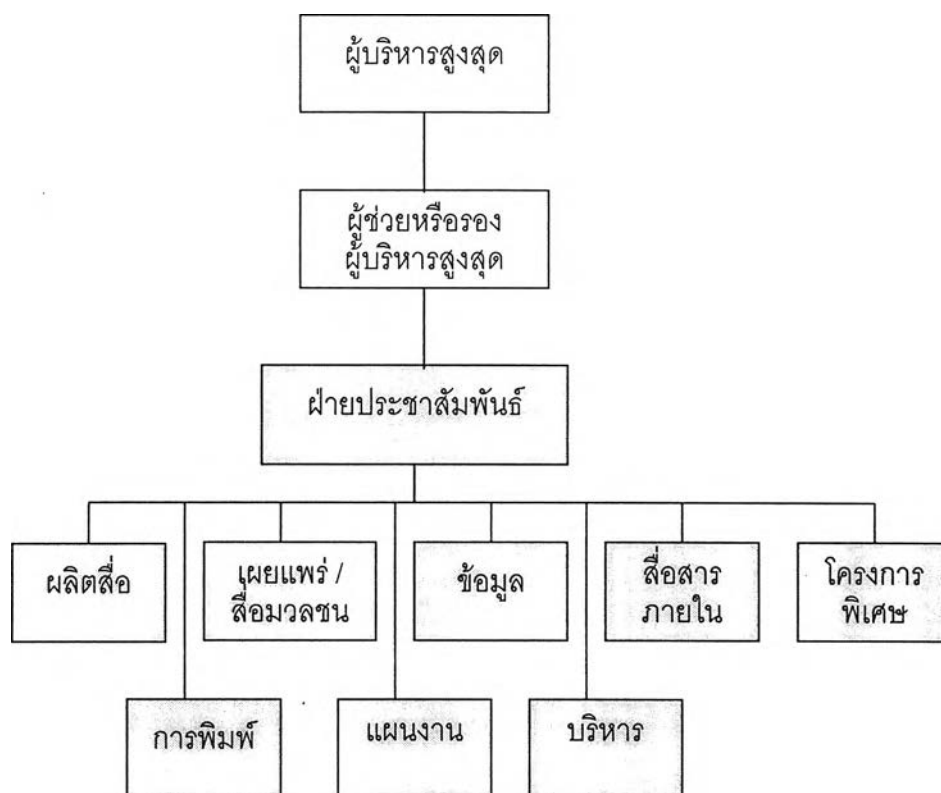 ผู้บริหารสูงสุด
ผู้ช่วยหรือรอง
ผู้บริหารสูงสุด
ฝ่ายประชาสัมพันธ์
ผลิตสื่อ
เผยแพร่ /
สื่อมวลชน
ข้อมูล
สื่อสาร
ภายใน
โครงการ
พิเศษ
การพิมพ์
แผนงาน
บริหาร